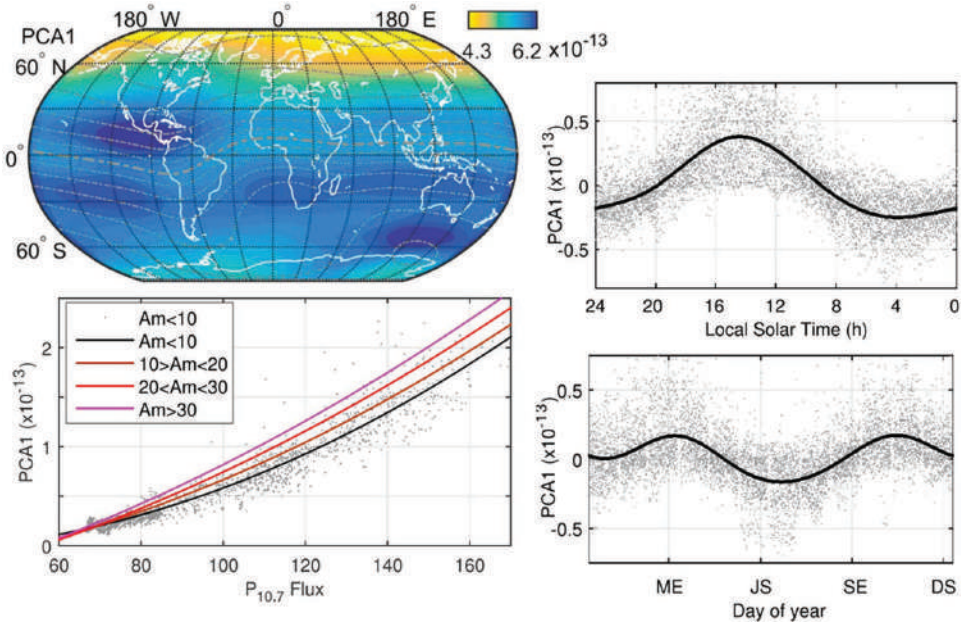 180° W 0° 180° E
PCA1
4.3 6.2 x10⁻¹³
60° N
0°
60° S
PCA1 (x10⁻¹³)
0.5
0
-0.5
24 20 16 12 8 4 0
Local Solar Time (h)
PCA1 (x10⁻¹³)
2
1
0
Am<10
Am<10
10>Am<20
20<Am<30
Am>30
60 80 100 120 140 160
P₁₀.₇ Flux
PCA1 (x10⁻¹³)
0.5
0
-0.5
ME JS SE DS
Day of year